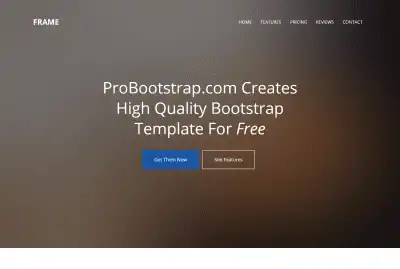 FRAME
HOME FEATURES PRICING REVIEWS CONTACT
ProBootstrap.com Creates
High Quality Bootstrap
Template For Free
Get Them Now
See Features